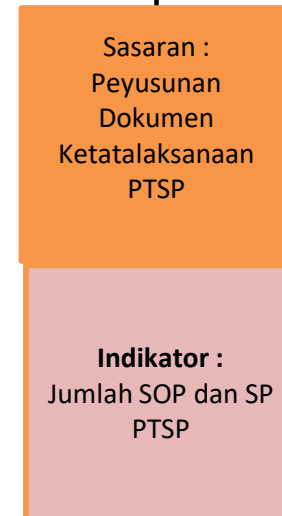 Sasaran :
Peyusunan
Dokumen
Ketatalaksanaan
PTSP
Indikator :
Jumlah SOP dan SP
PTSP